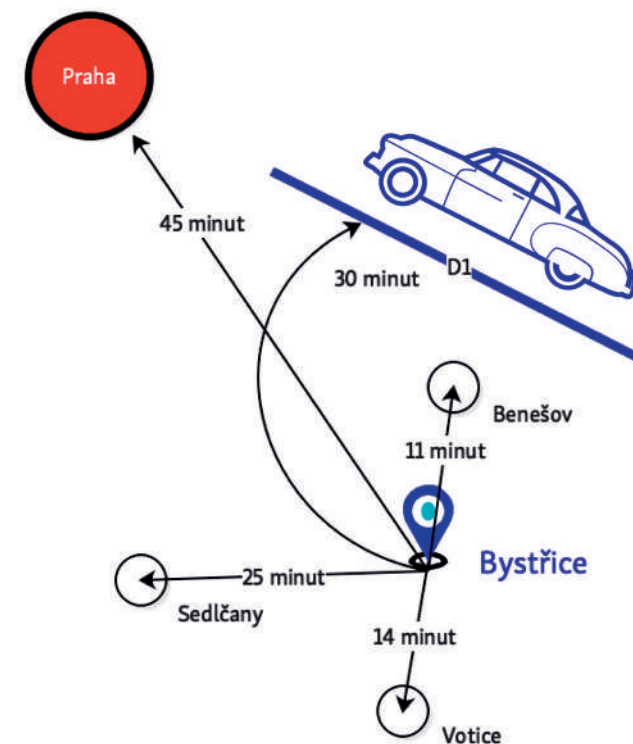 Praha
45 minut
30 minut
D1
Benešov
11 minut
Bystřice
25 minut
Sedlčany
14 minut
Votice